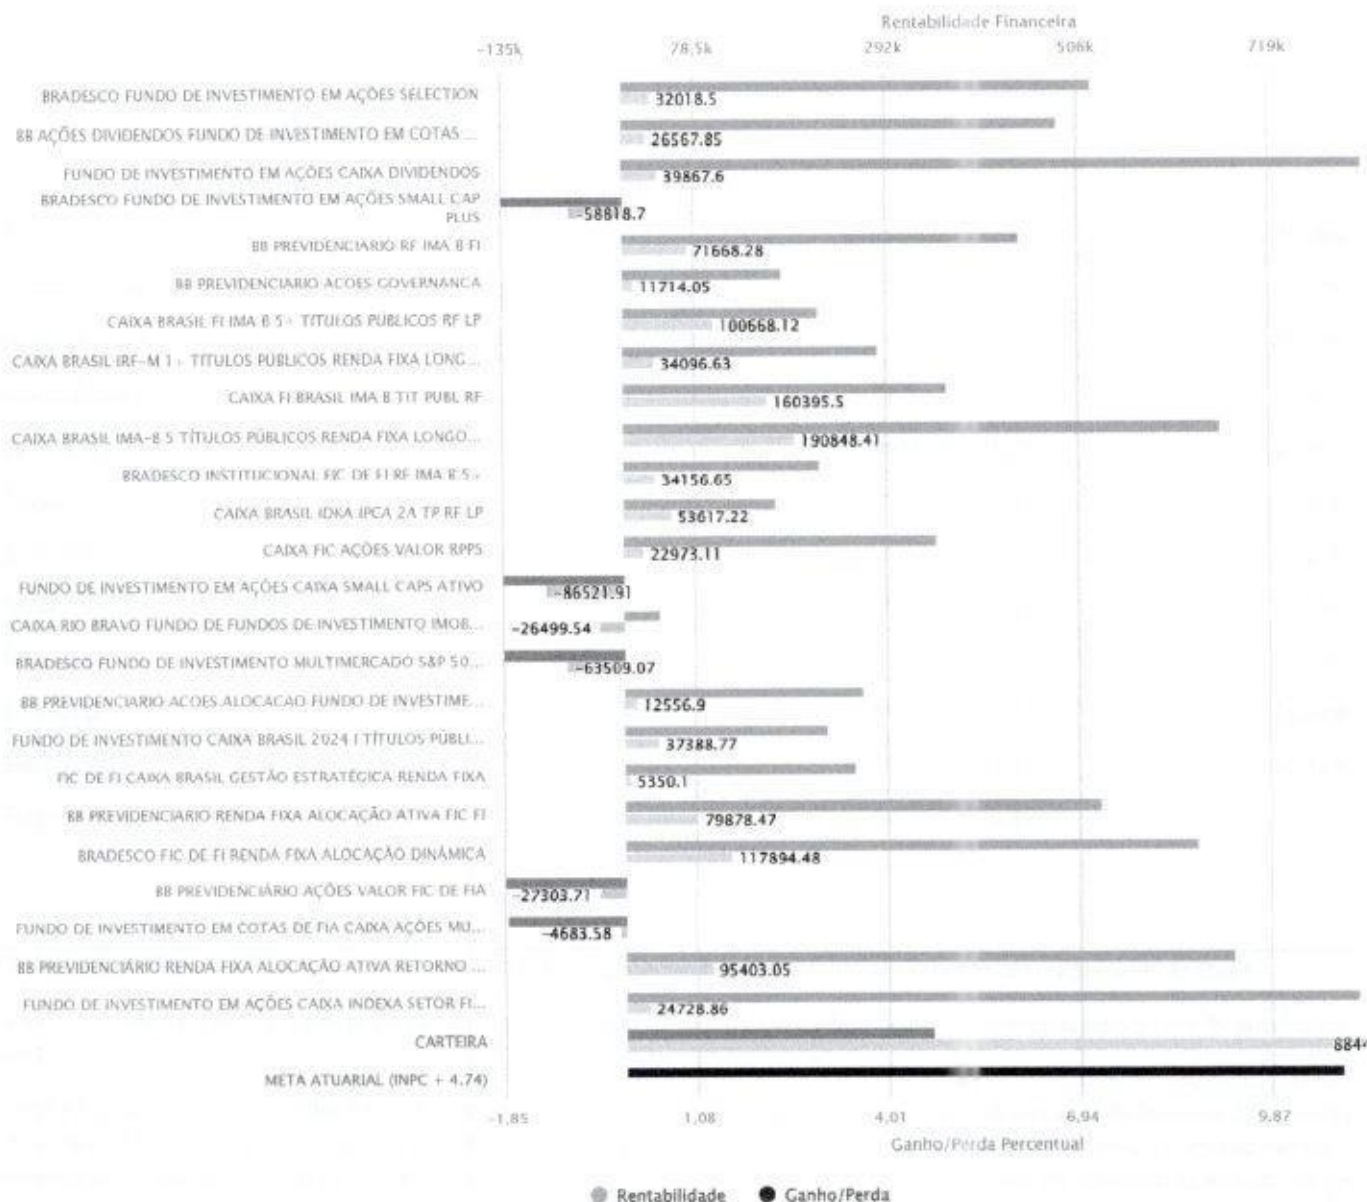 Rentabilidade Financeira
-135k 78,5k 292k 506k 719k
BRADESCO FUNDO DE INVESTIMENTO EM AÇÕES SELECTION
32018.5
BB AÇÕES DIVIDENDOS FUNDO DE INVESTIMENTO EM COTAS ...
26567.85
FUNDO DE INVESTIMENTO EM AÇÕES CAIXA DIVIDENDOS
39867.6
BRADESCO FUNDO DE INVESTIMENTO EM AÇÕES SMALL CAP
PLUS
-58818.7
BB PREVIDENCIARIO RF IMA B FI
71668.28
BB PREVIDENCIARIO ACOES GOVERNANCA
11714.05
CAIXA BRASIL FI IMA B 5+ TITULOS PUBLICOS RF LP
100668.12
CAIXA BRASIL IRF-M 1+ TITULOS PUBLICOS RENDA FIXA LONG...
34096.63
CAIXA FI BRASIL IMA B TIT PUBL RF
160395.5
CAIXA BRASIL IMA-B 5 TÍTULOS PÚBLICOS RENDA FIXA LONGO...
190848.41
BRADESCO INSTITUCIONAL FIC DE FI RF IMA B 5+
34156.65
CAIXA BRASIL IDKA IPCA 2A TP RF LP
53617.22
CAIXA FIC AÇÕES VALOR RPPS
22973.11
FUNDO DE INVESTIMENTO EM AÇÕES CAIXA SMALL CAPS ATIVO
-86521.91
CAIXA RIO BRAVO FUNDO DE FUNDOS DE INVESTIMENTO IMOB...
-26499.54
BRADESCO FUNDO DE INVESTIMENTO MULTIMERCADO S&P 50...
-63509.07
BB PREVIDENCIARIO ACOES ALOCACAO FUNDO DE INVESTIME...
12556.9
FUNDO DE INVESTIMENTO CAIXA BRASIL 2024 I TÍTULOS PÚBLI...
37388.77
FIC DE FI CAIXA BRASIL GESTÃO ESTRATÉGICA RENDA FIXA
5350.1
BB PREVIDENCIARIO RENDA FIXA ALOCAÇÃO ATIVA FIC FI
79878.47
BRADESCO FIC DE FI RENDA FIXA ALOCAÇÃO DINÂMICA
117894.48
BB PREVIDENCIÁRIO AÇÕES VALOR FIC DE FIA
-27303.71
FUNDO DE INVESTIMENTO EM COTAS DE FIA CAIXA AÇÕES MU...
-4683.58
BB PREVIDENCIÁRIO RENDA FIXA ALOCAÇÃO ATIVA RETORNO ...
95403.05
FUNDO DE INVESTIMENTO EM AÇÕES CAIXA INDEXA SETOR FI...
24728.86
CARTEIRA
884
META ATUARIAL (INPC + 4.74)
-1,85 1,08 4,01 6,94 9,87
Ganho/Perda Percentual
Rentabilidade Ganho/Perda